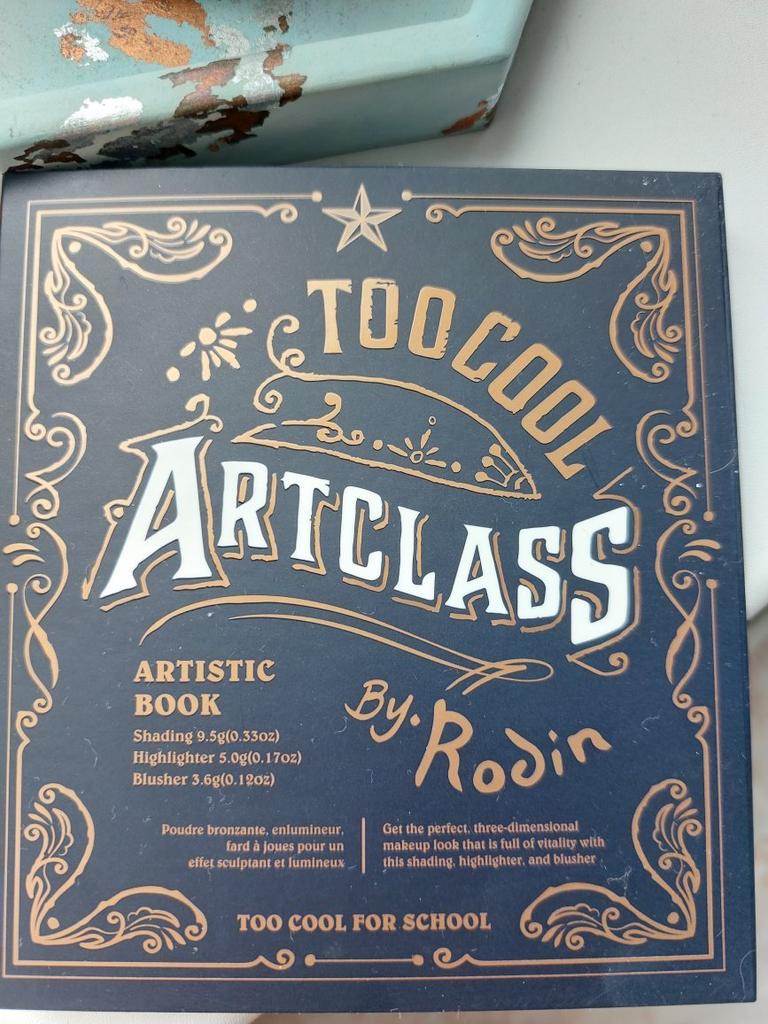 TOO COOL
ARTCLASS
ARTISTIC
BOOK
Shading 9.5g(0.33oz)
Highlighter 5.0g(0.17oz)
Blusher 3.6g(0.12oz)
By. Rodin
Poudre bronzante, enlumineur,
fard à joues pour un
effet sculptant et lumineux
Get the perfect, three-dimensional
makeup look that is full of vitality with
this shading, highlighter, and blusher
TOO COOL FOR SCHOOL